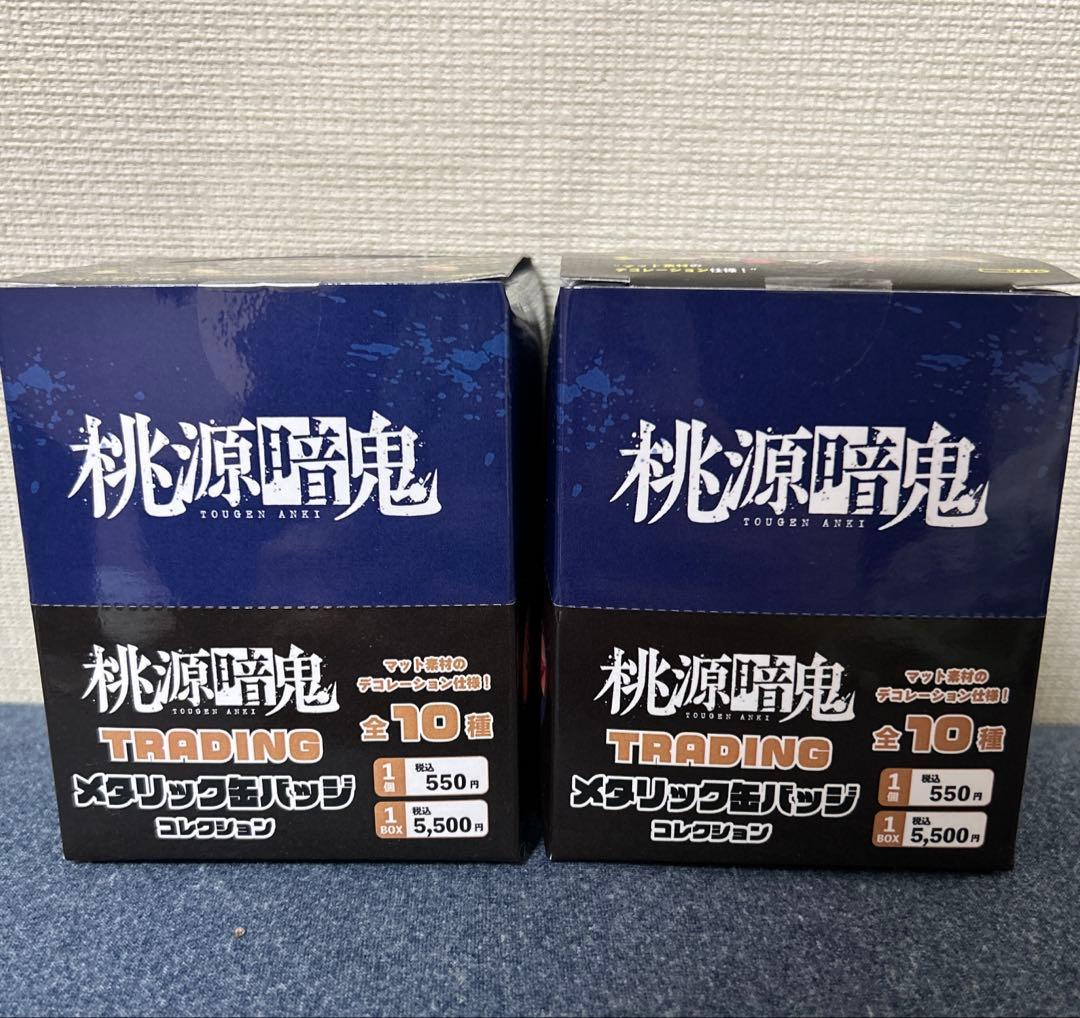 桃源暗鬼
TOUGEN ANKI
桃源暗鬼
TOUGEN ANKI
TRADING
メタリック缶バッジ
コレクション
マット素材の
デコレーション仕様！
全10種
1個 税込 550円
1BOX 税込 5,500円
桃源暗鬼
TOUGEN ANKI
桃源暗鬼
TOUGEN ANKI
TRADING
メタリック缶バッジ
コレクション
マット素材の
デコレーション仕様！
全10種
1個 税込 550円
1BOX 税込 5,500円